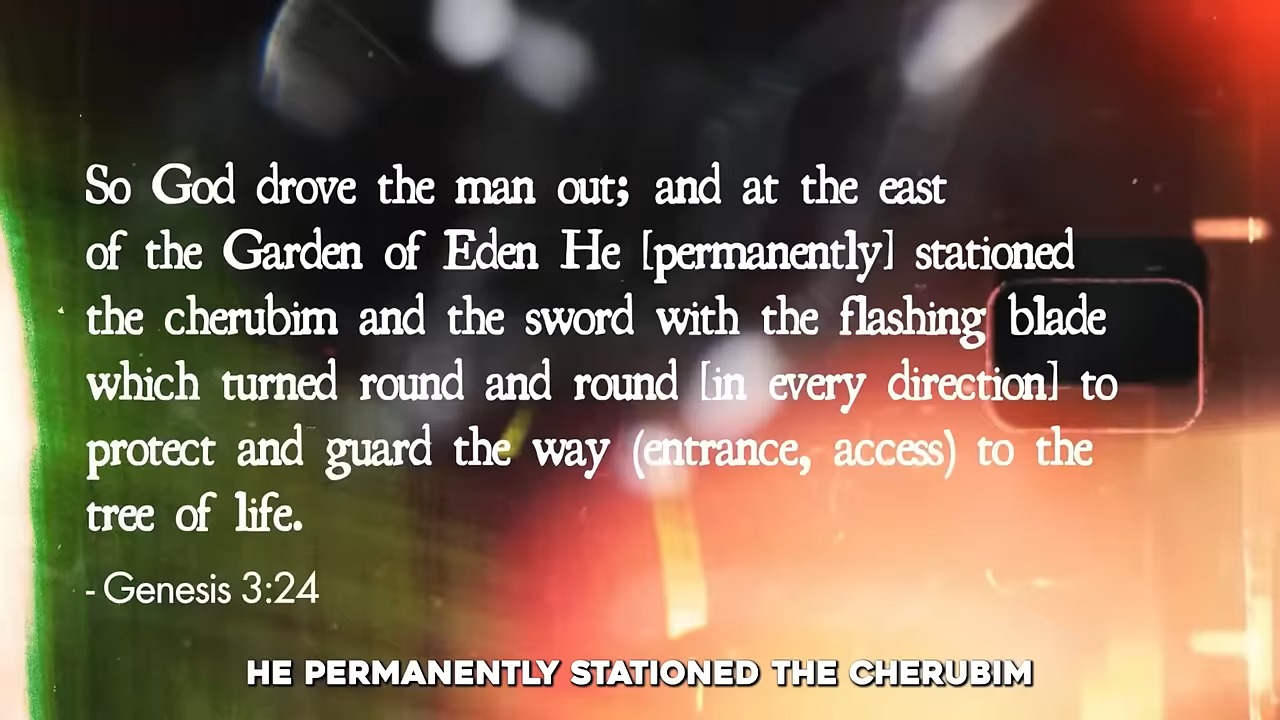 So God drove the man out; and at the east
of the Garden of Eden He [permanently] stationed
the cherubim and the sword with the flashing blade
which turned round and round [in every direction] to
protect and guard the way (entrance, access) to the
tree of life.
- Genesis 3:24
HE PERMANENTLY STATIONED THE CHERUBIM